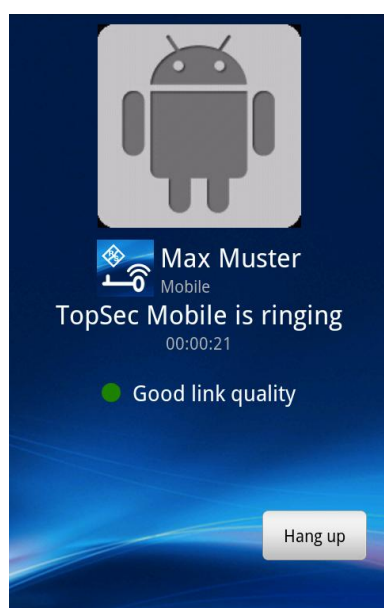 Max Muster
Mobile
TopSec Mobile is ringing
00:00:21
Good link quality
Hang up